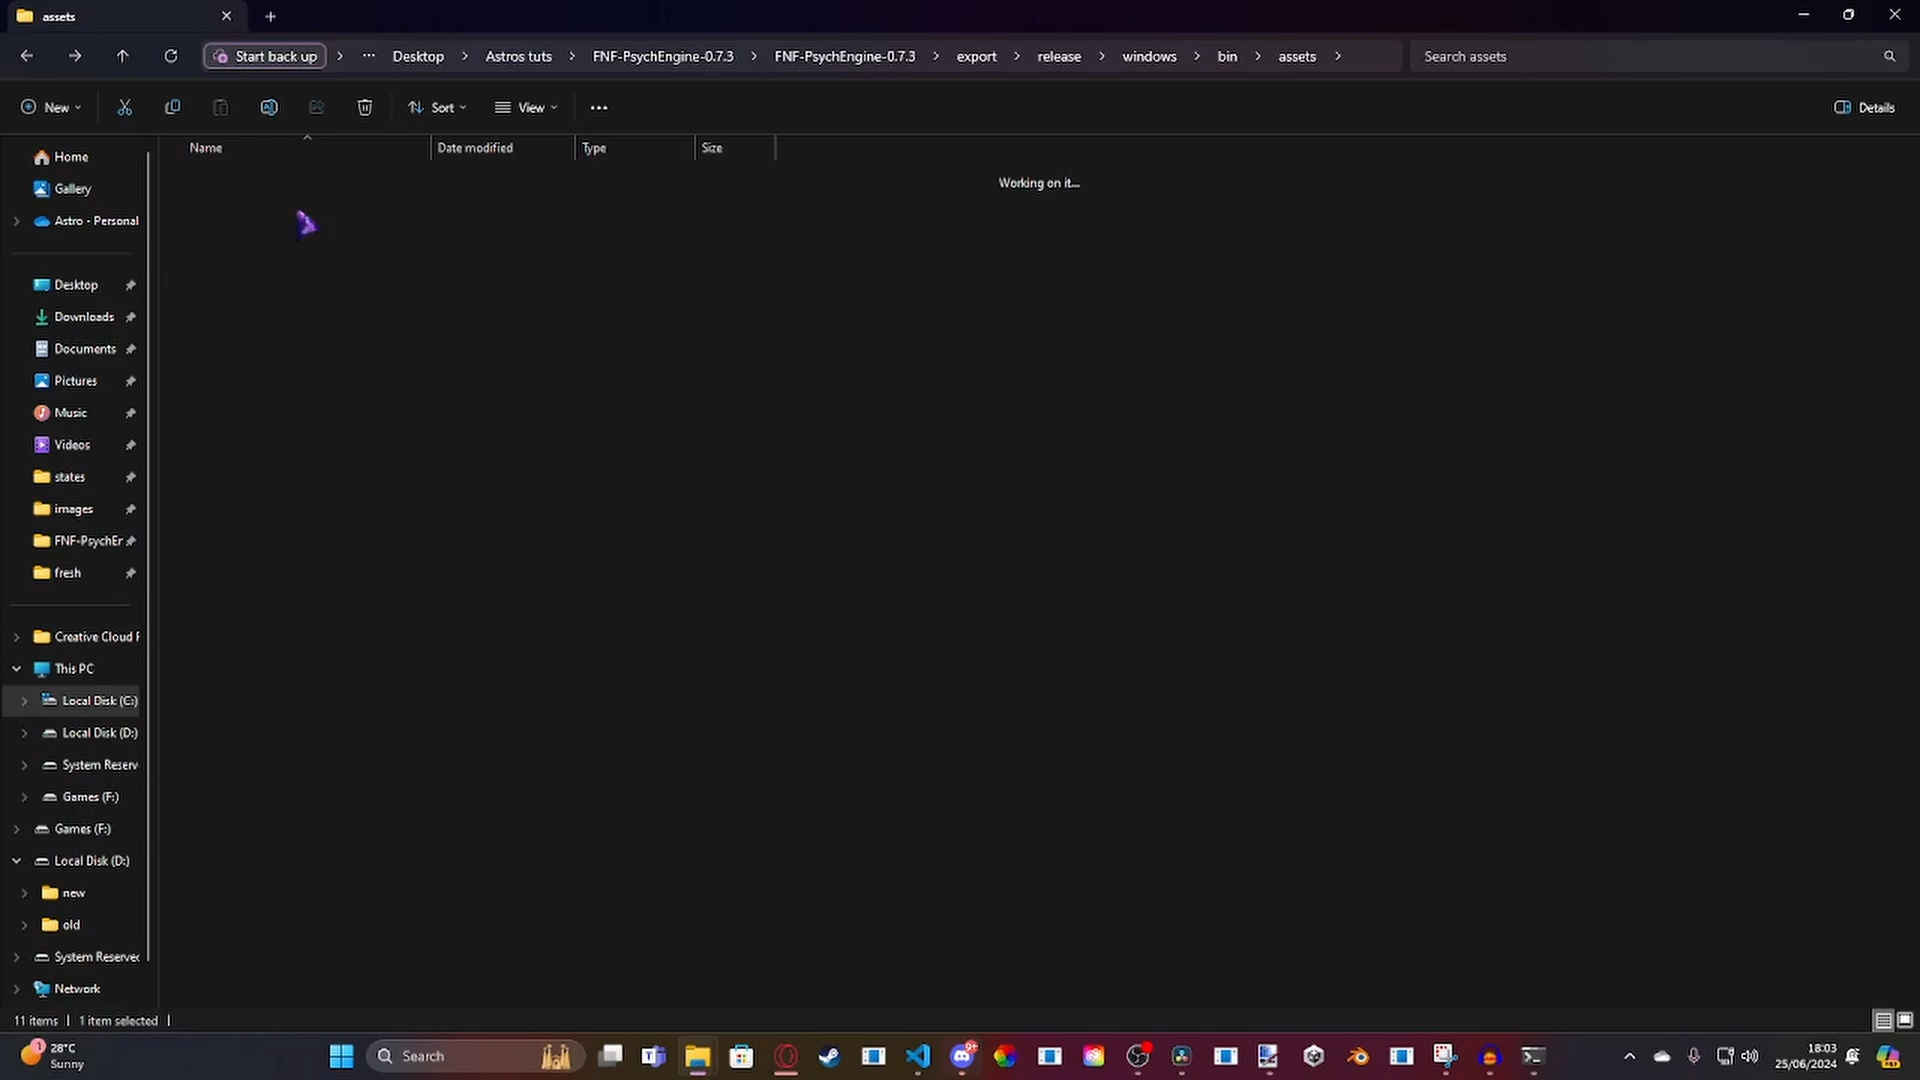 assets
Start back up
Desktop
Astros tuts
FNF-PsychEngine-0.7.3
FNF-PsychEngine-0.7.3
export
release
windows
bin
assets
Search assets
New
Sort
View
Details
Name
Date modified
Type
Size
Working on it...
Home
Gallery
Astro - Personal
Desktop
Downloads
Documents
Pictures
Music
Videos
states
images
FNF-PsychEr
fresh
Creative Cloud F
This PC
Local Disk (C:)
Local Disk (D:)
System Reserv
Games (F:)
Games (F:)
Local Disk (D:)
new
old
System Reserved
Network
11 items
1 item selected
1
28°C
Sunny
Search
9+
18:03
25/06/2024